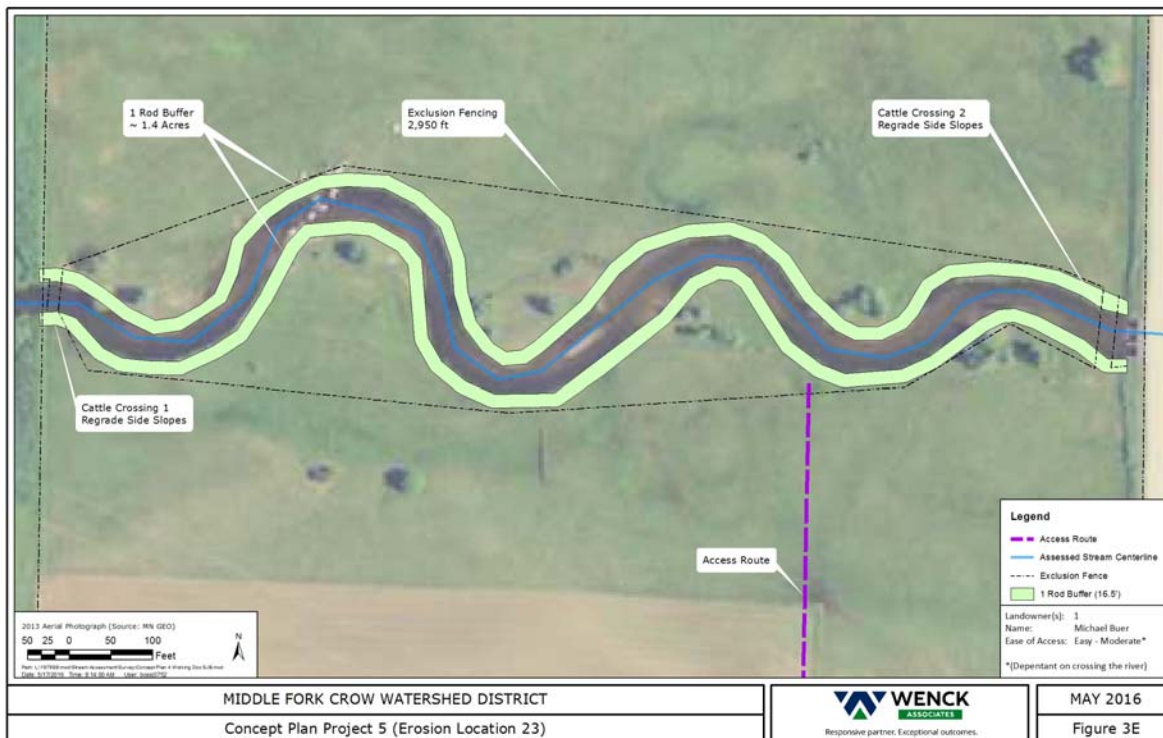 1 Rod Buffer
~ 1.4 Acres
Exclusion Fencing
2,950 ft
Cattle Crossing 2
Regrade Side Slopes
Cattle Crossing 1
Regrade Side Slopes
Access Route
Legend
Access Route
Assessed Stream Centerline
Exclusion Fence
1 Rod Buffer (16.5')
Landowner(s): 1
Name: Michael Buer
Ease of Access: Easy - Moderate*
*(Dependant on crossing the river)
2013 Aerial Photograph (Source: MN GEO)
50 25 0 50 100
Feet
N
MIDDLE FORK CROW WATERSHED DISTRICT
Concept Plan Project 5 (Erosion Location 23)
WENCK
ASSOCIATES
Responsive partner. Exceptional outcomes.
MAY 2016
Figure 3E